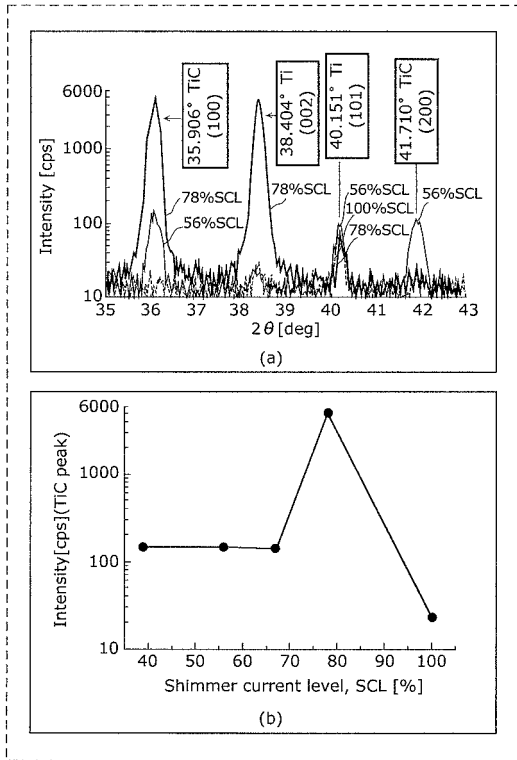 6000
1000
100
10
Intensity [cps]
35.906° TiC
(100)
38.404° Ti
(002)
40.151° Ti
(101)
41.710° TiC
(200)
78%SCL
56%SCL
78%SCL
56%SCL
100%SCL
78%SCL
56%SCL
35 36 37 38 39 40 41 42 43
2θ [deg]
(a)
6000
1000
100
10
Intensity[cps](TiC peak)
40 50 60 70 80 90 100
Shimmer current level, SCL [%]
(b)